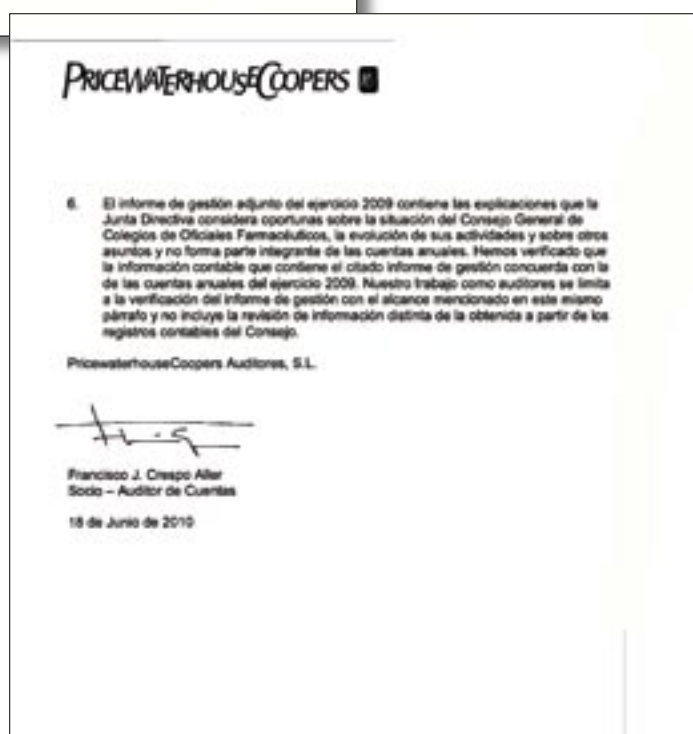 PRICEWATERHOUSECOOPERS
6. El informe de gestión adjunto del ejercicio 2009 contiene las explicaciones que la
Junta Directiva considera oportunas sobre la situación del Consejo General de
Colegios de Oficiales Farmacéuticos, la evolución de sus actividades y sobre otros
asuntos y no forma parte integrante de las cuentas anuales. Hemos verificado que
la información contable que contiene el citado informe de gestión concuerda con la
de las cuentas anuales del ejercicio 2009. Nuestro trabajo como auditores se limita
a la verificación del informe de gestión con el alcance mencionado en este mismo
párrafo y no incluye la revisión de información distinta de la obtenida a partir de los
registros contables del Consejo.
PricewaterhouseCoopers Auditores, S.L.
Francisco J. Crespo Aller
Socio – Auditor de Cuentas
18 de Junio de 2010